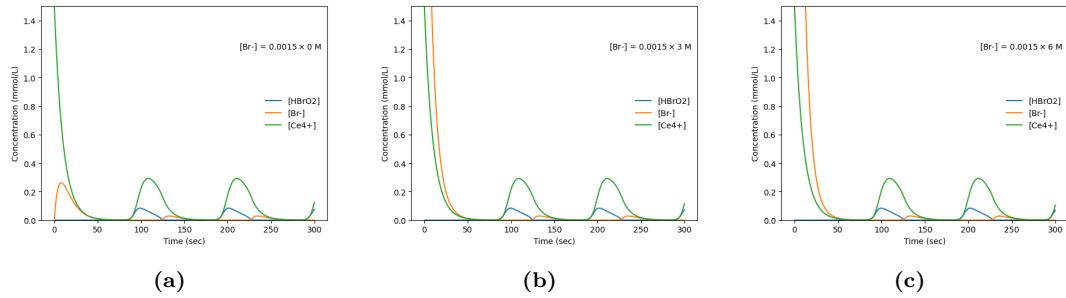 [Br-] = 0.0015 × 0 M
[HBrO2]
[Br-]
[Ce4+]
Concentration (mmol/L)
1.4
1.2
1.0
0.8
0.6
0.4
0.2
0.0
0 50 100 150 200 250 300
Time (sec)
(a)
[Br-] = 0.0015 × 3 M
[HBrO2]
[Br-]
[Ce4+]
Concentration (mmol/L)
1.4
1.2
1.0
0.8
0.6
0.4
0.2
0.0
0 50 100 150 200 250 300
Time (sec)
(b)
[Br-] = 0.0015 × 6 M
[HBrO2]
[Br-]
[Ce4+]
Concentration (mmol/L)
1.4
1.2
1.0
0.8
0.6
0.4
0.2
0.0
0 50 100 150 200 250 300
Time (sec)
(c)